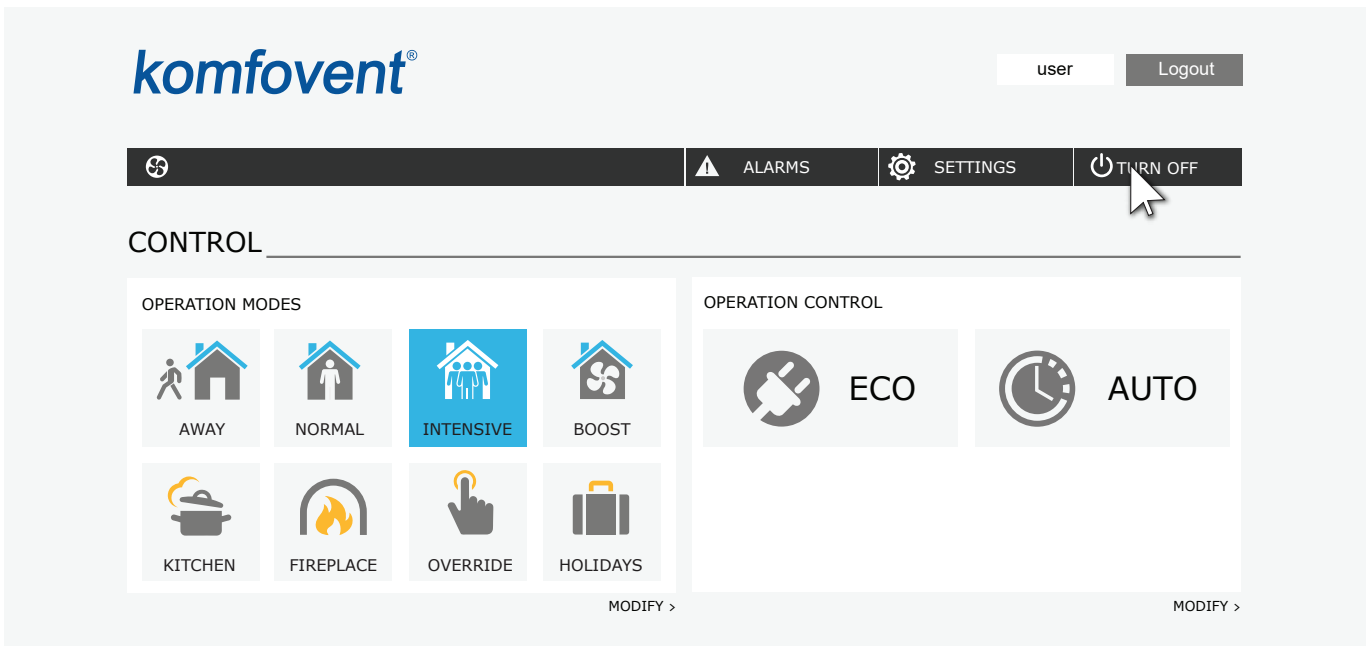 komfovent®
user Logout
ALARMS SETTINGS TURN OFF
CONTROL
OPERATION MODES
AWAY NORMAL INTENSIVE BOOST
KITCHEN FIREPLACE OVERRIDE HOLIDAYS
MODIFY >
OPERATION CONTROL
ECO AUTO
MODIFY >